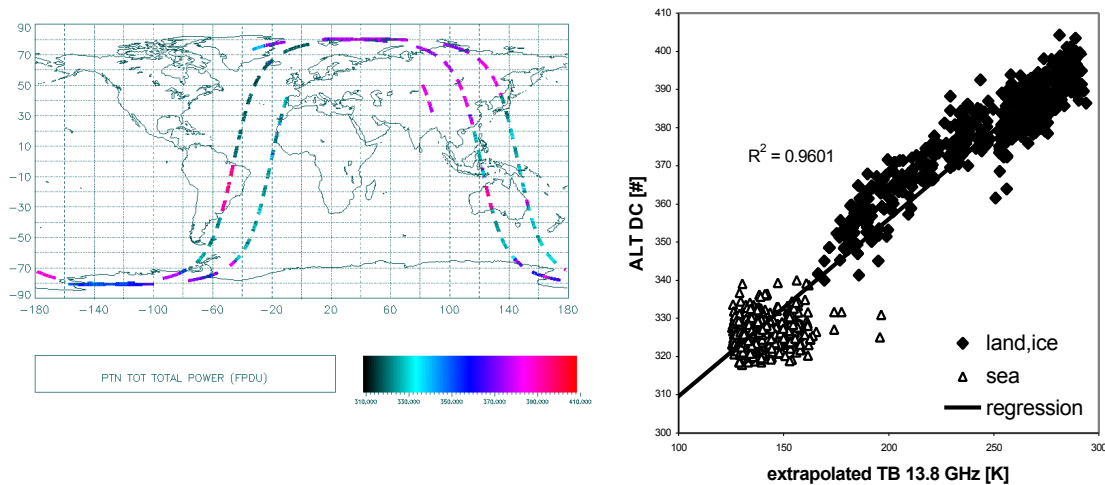 90
70
50
30
10
−10
−30
−50
−70
−90
−180 −140 −100 −60 −20 20 60 100 140 180
PTN TOT TOTAL POWER (FPDU)
310.000 330.000 350.000 370.000 390.000 410.000
410
400
390
380
370
360
350
340
330
320
310
300
ALT DC [#]
R² = 0.9601
land,ice
sea
regression
100 150 200 250 300
extrapolated TB 13.8 GHz [K]